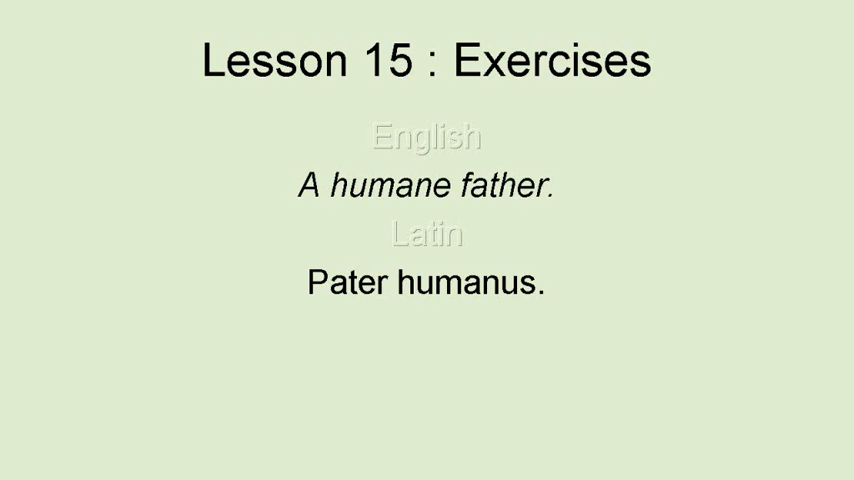 Lesson 15 : Exercises
English
A humane father.
Latin
Pater humanus.